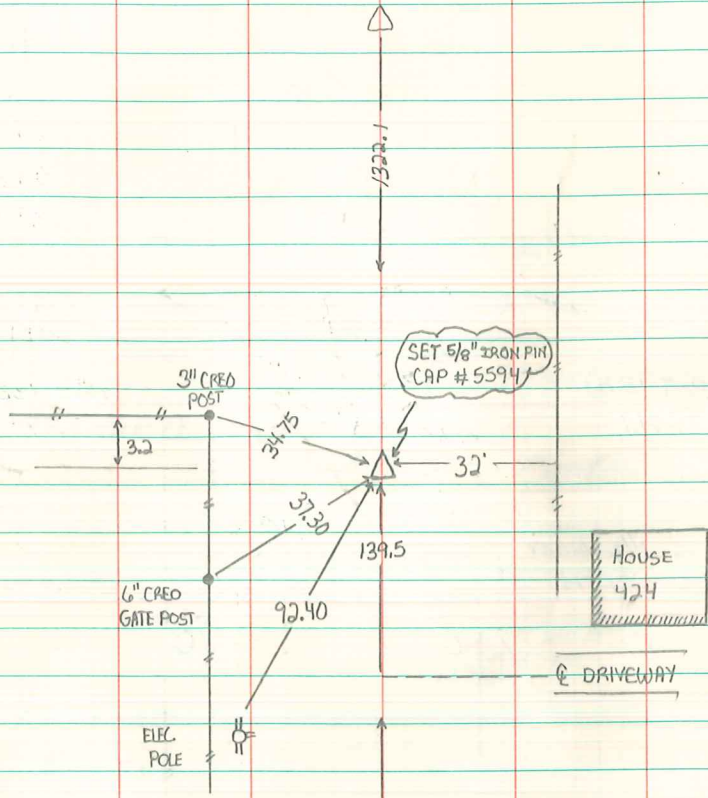 1322.1
SET 5/8" IRON PIN
CAP # 5594
3" CREO
POST
3.2
34.75
32'
37.30
139.5
HOUSE
424
6" CREO
GATE POST
92.40
℄ DRIVEWAY
ELEC.
POLE